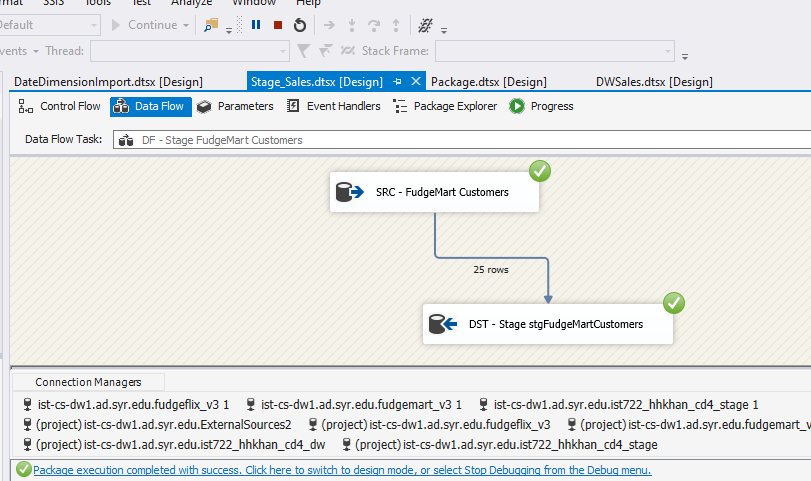 rmat SSIS Tools Test Analyze Window Help
Default Continue
vents Thread: Stack Frame:
DateDimensionImport.dtsx [Design] Stage_Sales.dtsx [Design] Package.dtsx [Design] DWSales.dtsx [Design]
Control Flow Data Flow Parameters Event Handlers Package Explorer Progress
Data Flow Task: DF - Stage FudgeMart Customers
SRC - FudgeMart Customers
25 rows
DST - Stage stgFudgeMartCustomers
Connection Managers
ist-cs-dw1.ad.syr.edu.fudgeflix_v3 1 ist-cs-dw1.ad.syr.edu.fudgemart_v3 1 ist-cs-dw1.ad.syr.edu.ist722_hhkhan_cd4_stage 1
(project) ist-cs-dw1.ad.syr.edu.ExternalSources2 (project) ist-cs-dw1.ad.syr.edu.fudgeflix_v3 (project) ist-cs-dw1.ad.syr.edu.fudgemart_v
(project) ist-cs-dw1.ad.syr.edu.ist722_hhkhan_cd4_dw (project) ist-cs-dw1.ad.syr.edu.ist722_hhkhan_cd4_stage
Package execution completed with success. Click here to switch to design mode, or select Stop Debugging from the Debug menu.